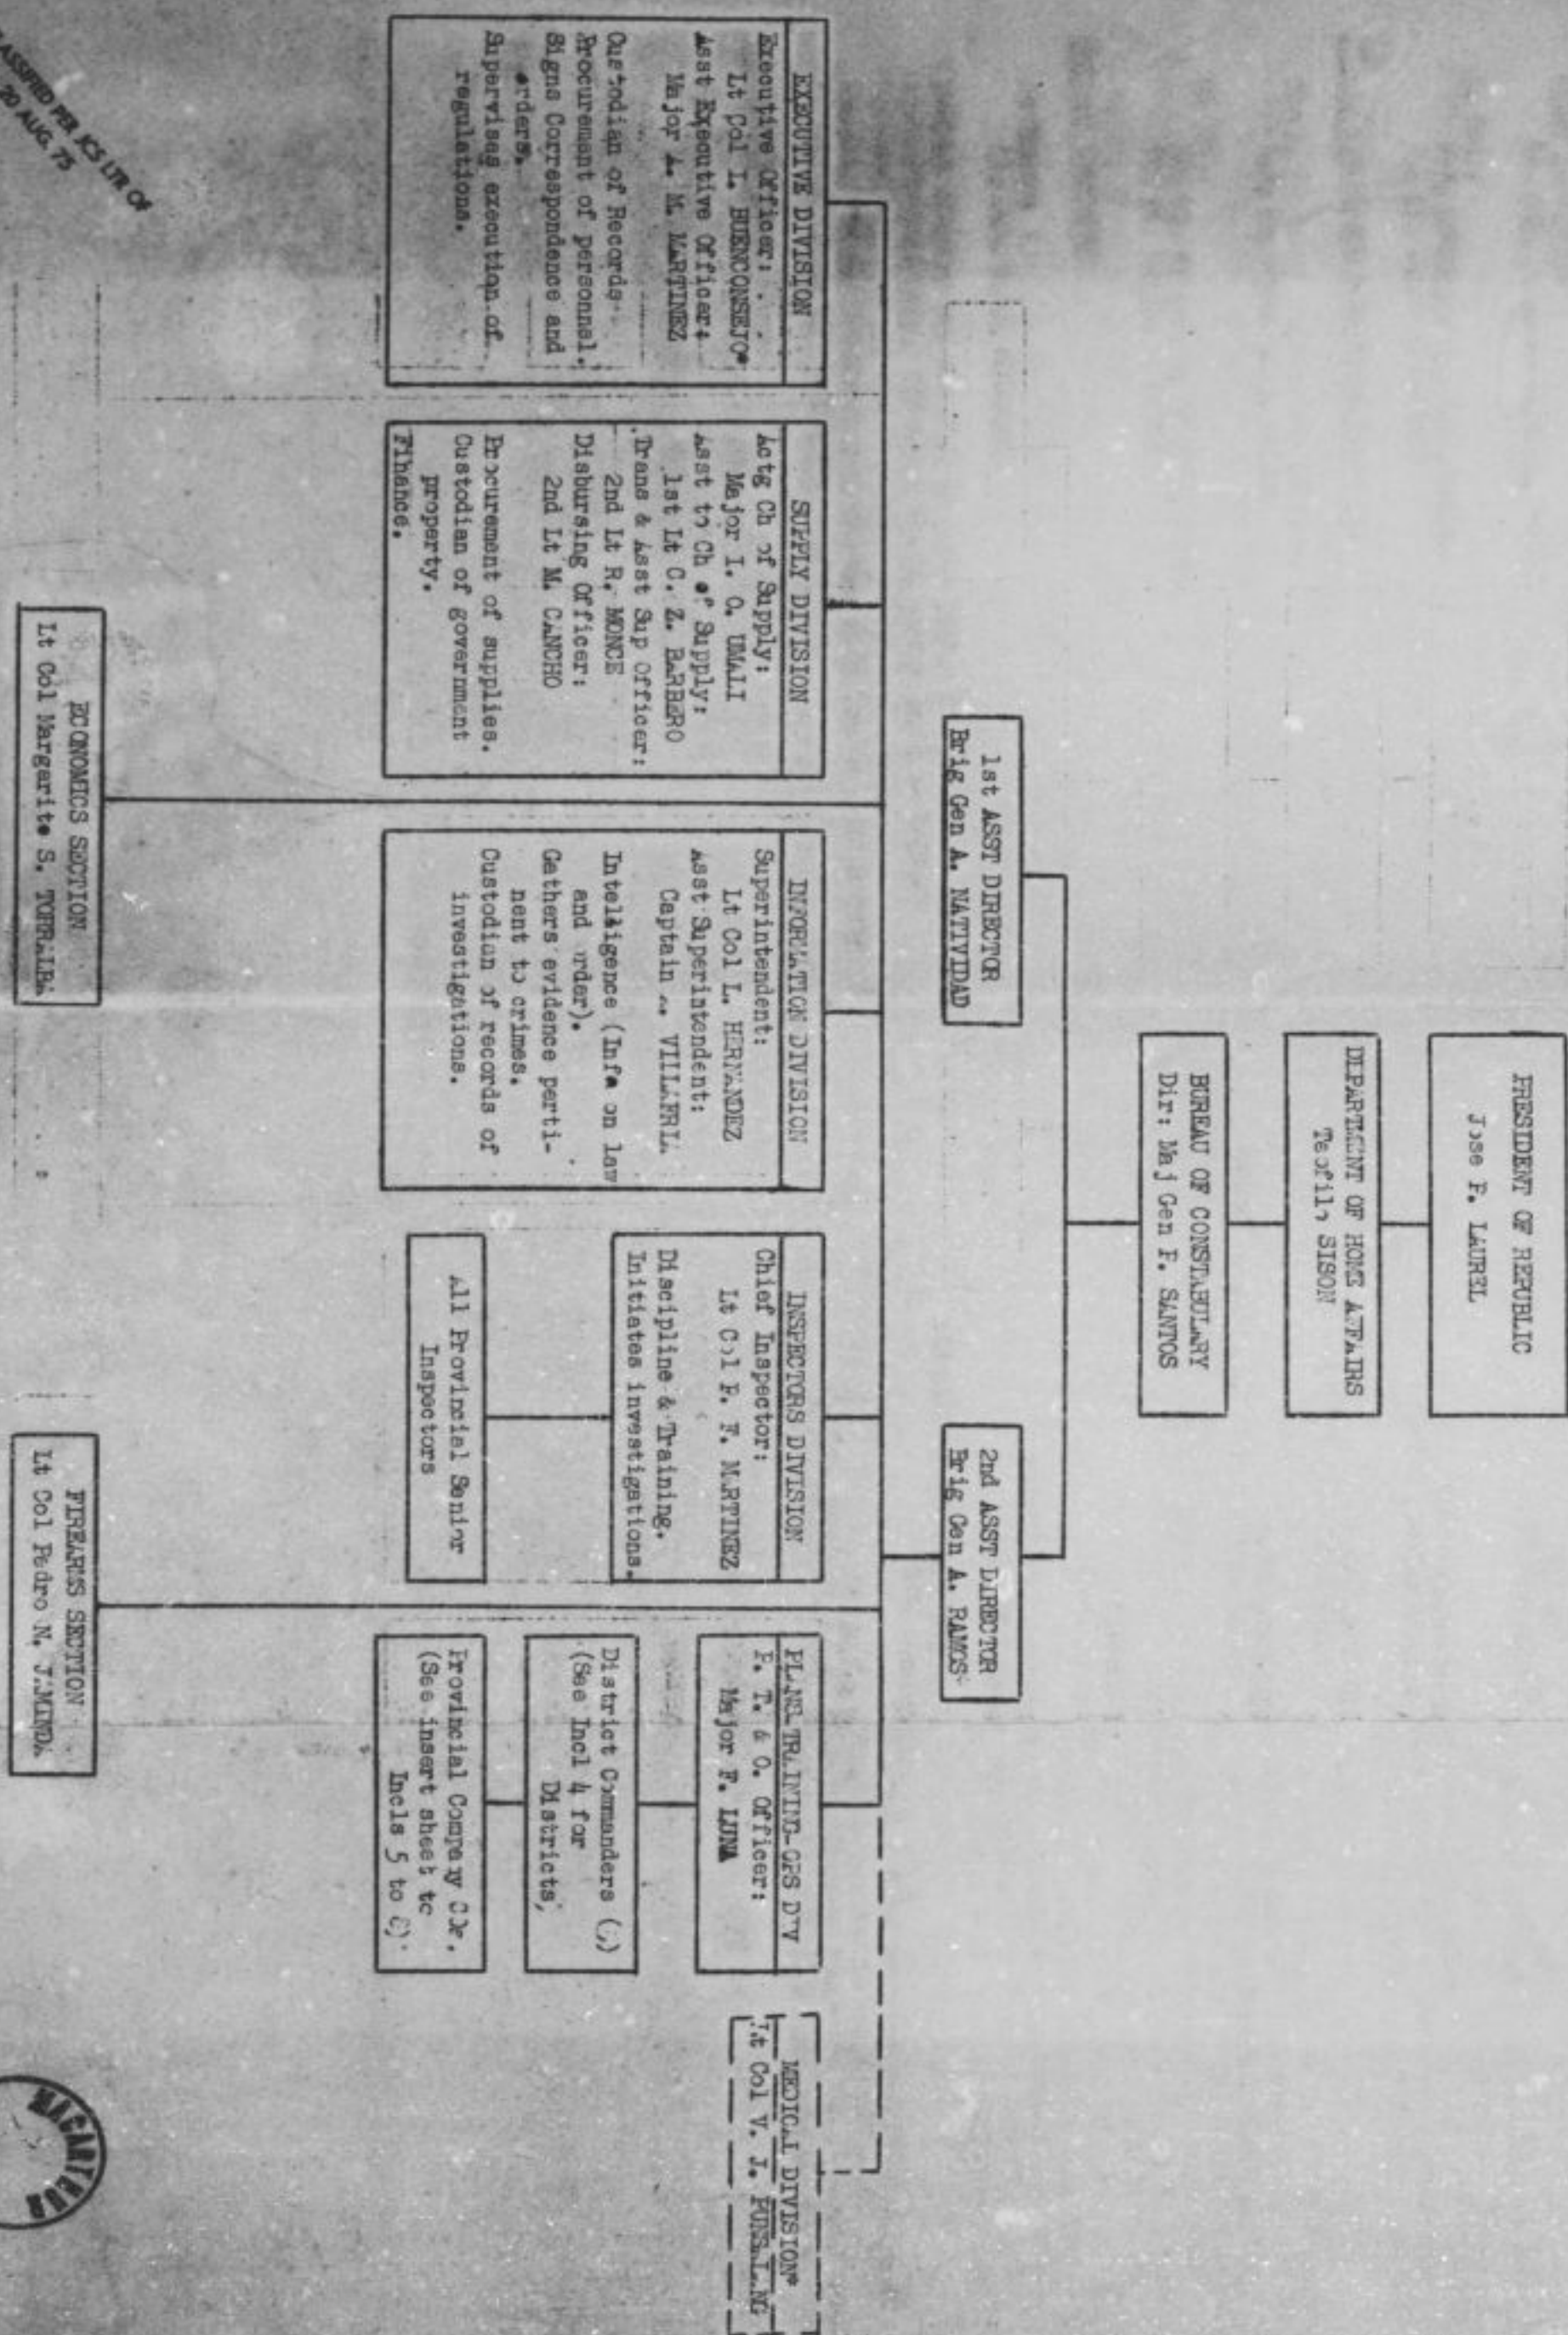 PRESIDENT OF REPUBLIC
Jose P. LAUREL
DEPARTMENT OF HOME AFFAIRS
Teofilo SISON
BUREAU OF CONSTABULARY
Dir: Maj Gen P. SANTOS
1st ASST DIRECTOR
Brig Gen A. NATIVIDAD
2nd ASST DIRECTOR
Brig Gen A. RAMOS
EXECUTIVE DIVISION
Executive Officer:
Lt Col I. BUENCONSEJO*
Asst Executive Officer:
Major A. M. MARTINEZ
Custodian of Records
Procurement of personnel.
Signs Correspondence and
orders.
Supervises execution of
regulations.
SUPPLY DIVISION
Actg Ch of Supply:
Major I. O. UMALI
Asst to Ch of Supply:
1st Lt C. Z. BARBERO
Trans & Asst Sup Officer:
2nd Lt R. MONCE
Disbursing Officer:
2nd Lt M. CANCHO
Procurement of supplies.
Custodian of government
property.
Finance.
INFORMATION DIVISION
Superintendent:
Lt Col L. HERNANDEZ
Asst Superintendent:
Captain VILLAFRIA
Intelligence (Info on law
and order).
Gathers evidence perti-
nent to crimes.
Custodian of records of
investigations.
INSPECTORS DIVISION
Chief Inspector:
Lt Col F. F. MARTINEZ
Discipline & Training.
Initiates investigations.
All Provincial Senior
Inspectors
PLANS TRAINING-OPS DIV
P. T. & O. Officer:
Major F. LUNA
District Commanders
(See Incl 4 for
Districts)
Provincial Company
(See insert sheet to
Incls 5 to
MEDICAL DIVISION*
Lt Col V. J.
ECONOMICS SECTION
Lt Col Margarito S. TORRALBA
FIREARMS SECTION
Lt Col Pedro N. JAMINDA
PER JCS LTR OF
20 AUG. 75
MACARTHUR